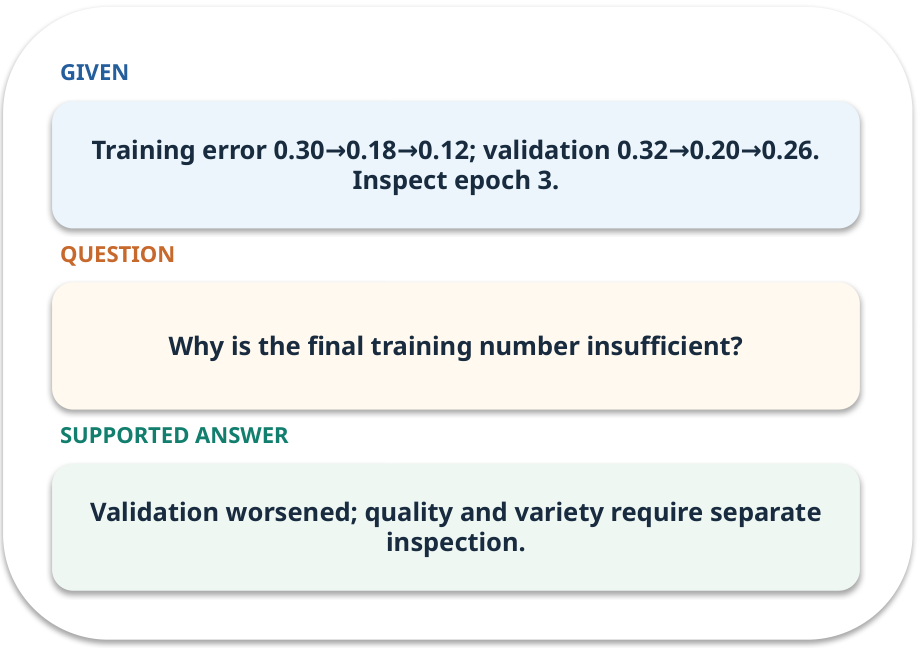 GIVEN
Training error 0.30→0.18→0.12; validation 0.32→0.20→0.26.
Inspect epoch 3.
QUESTION
Why is the final training number insufficient?
SUPPORTED ANSWER
Validation worsened; quality and variety require separate
inspection.